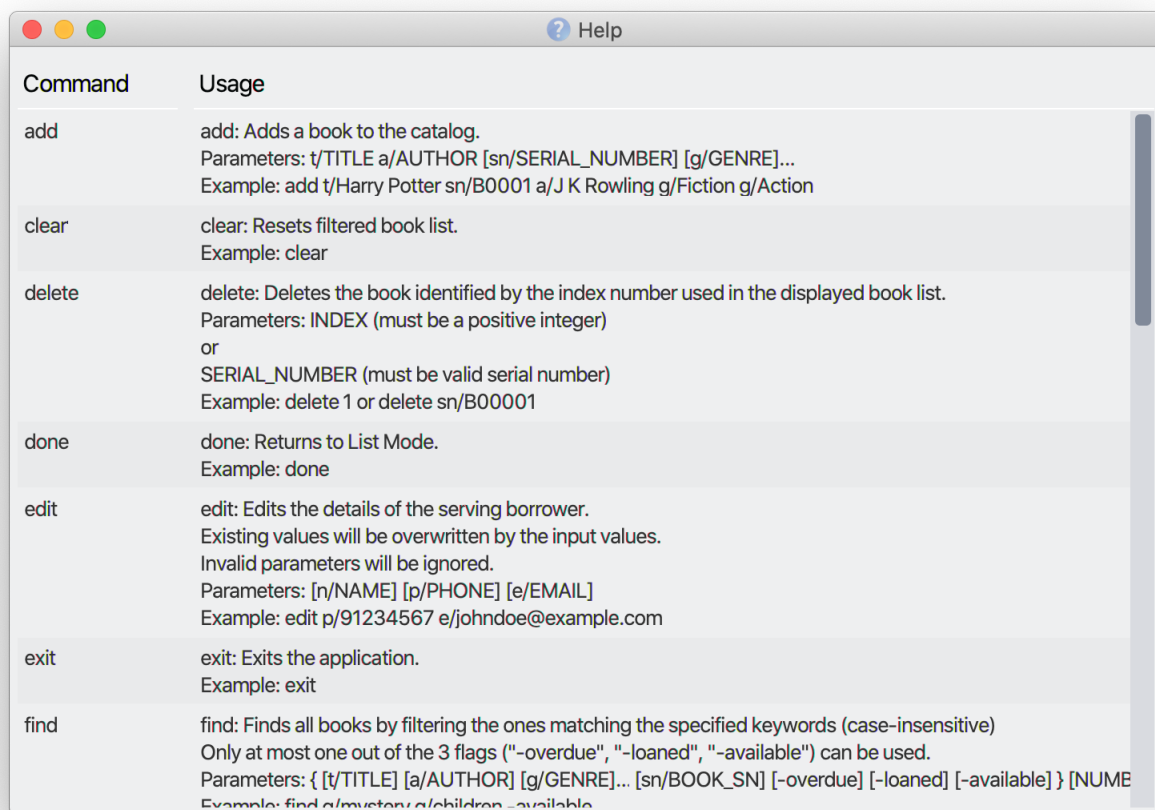 Help
Command Usage
add add: Adds a book to the catalog.
Parameters: t/TITLE a/AUTHOR [sn/SERIAL_NUMBER] [g/GENRE]...
Example: add t/Harry Potter sn/B0001 a/J K Rowling g/Fiction g/Action
clear clear: Resets filtered book list.
Example: clear
delete delete: Deletes the book identified by the index number used in the displayed book list.
Parameters: INDEX (must be a positive integer)
or
SERIAL_NUMBER (must be valid serial number)
Example: delete 1 or delete sn/B00001
done done: Returns to List Mode.
Example: done
edit edit: Edits the details of the serving borrower.
Existing values will be overwritten by the input values.
Invalid parameters will be ignored.
Parameters: [n/NAME] [p/PHONE] [e/EMAIL]
Example: edit p/91234567 e/johndoe@example.com
exit exit: Exits the application.
Example: exit
find find: Finds all books by filtering the ones matching the specified keywords (case-insensitive)
Only at most one out of the 3 flags ("-overdue", "-loaned", "-available") can be used.
Parameters: { [t/TITLE] [a/AUTHOR] [g/GENRE]... [sn/BOOK_SN] [-overdue] [-loaned] [-available] } [NUMB
Example: find g/mystery g/children -available